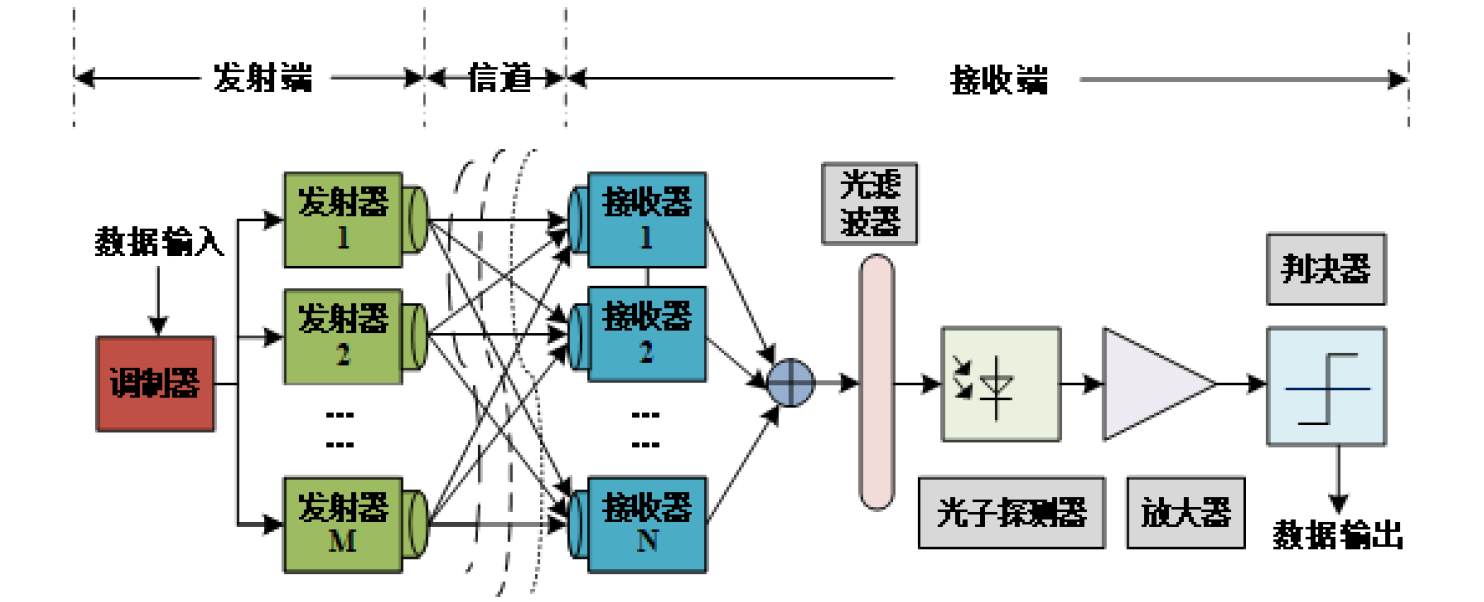 发射端
信道
接收端
数据输入
调制器
发射器
1
发射器
2
...
...
发射器
M
接收器
1
接收器
2
...
...
接收器
N
光滤
波器
光子探测器
放大器
判决器
数据输出